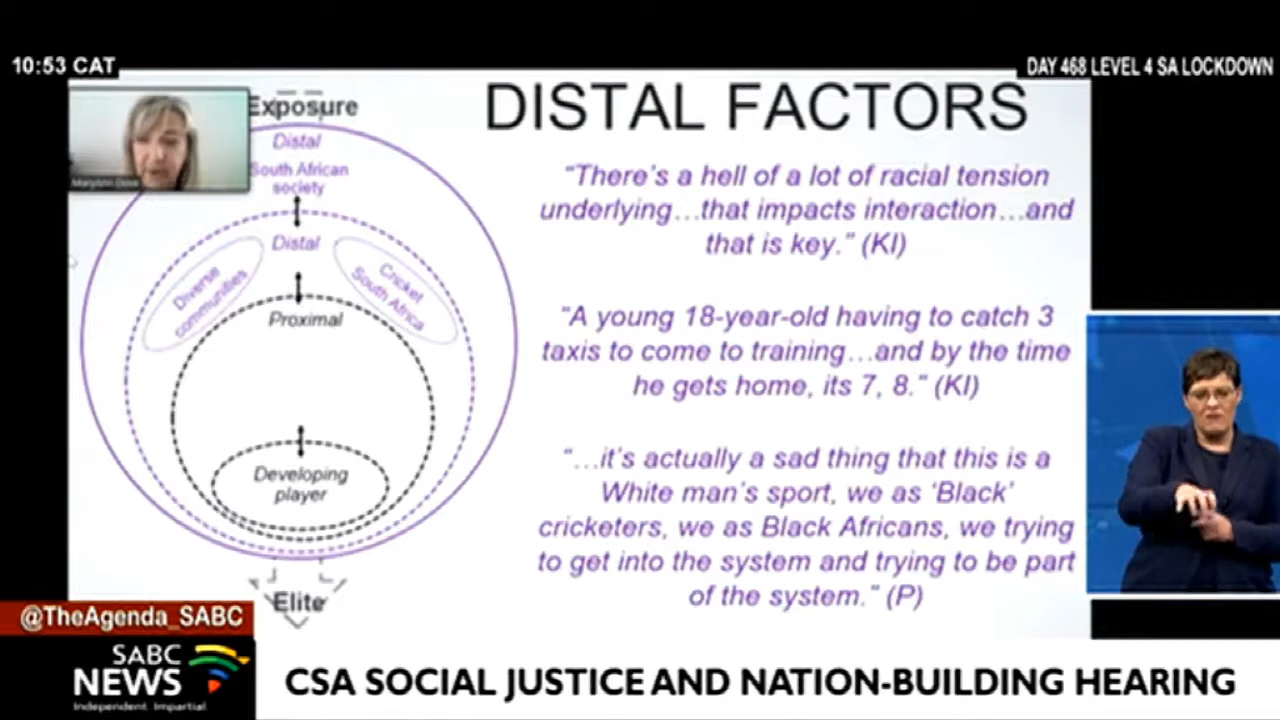 10:53 CAT
DAY 468 LEVEL 4 SA LOCKDOWN
Exposure
Distal
South African
society
Distal
Diverse
communities
Cricket
South Africa
Proximal
Developing
player
Elite
DISTAL FACTORS
“There’s a hell of a lot of racial tension
underlying…that impacts interaction…and
that is key.” (KI)
“A young 18-year-old having to catch 3
taxis to come to training…and by the time
he gets home, its 7, 8.” (KI)
“…it’s actually a sad thing that this is a
White man’s sport, we as ‘Black’
cricketers, we as Black Africans, we trying
to get into the system and trying to be part
of the system.” (P)
@TheAgenda_SABC
SABC
NEWS
Independent. Impartial.
CSA SOCIAL JUSTICE AND NATION-BUILDING HEARING